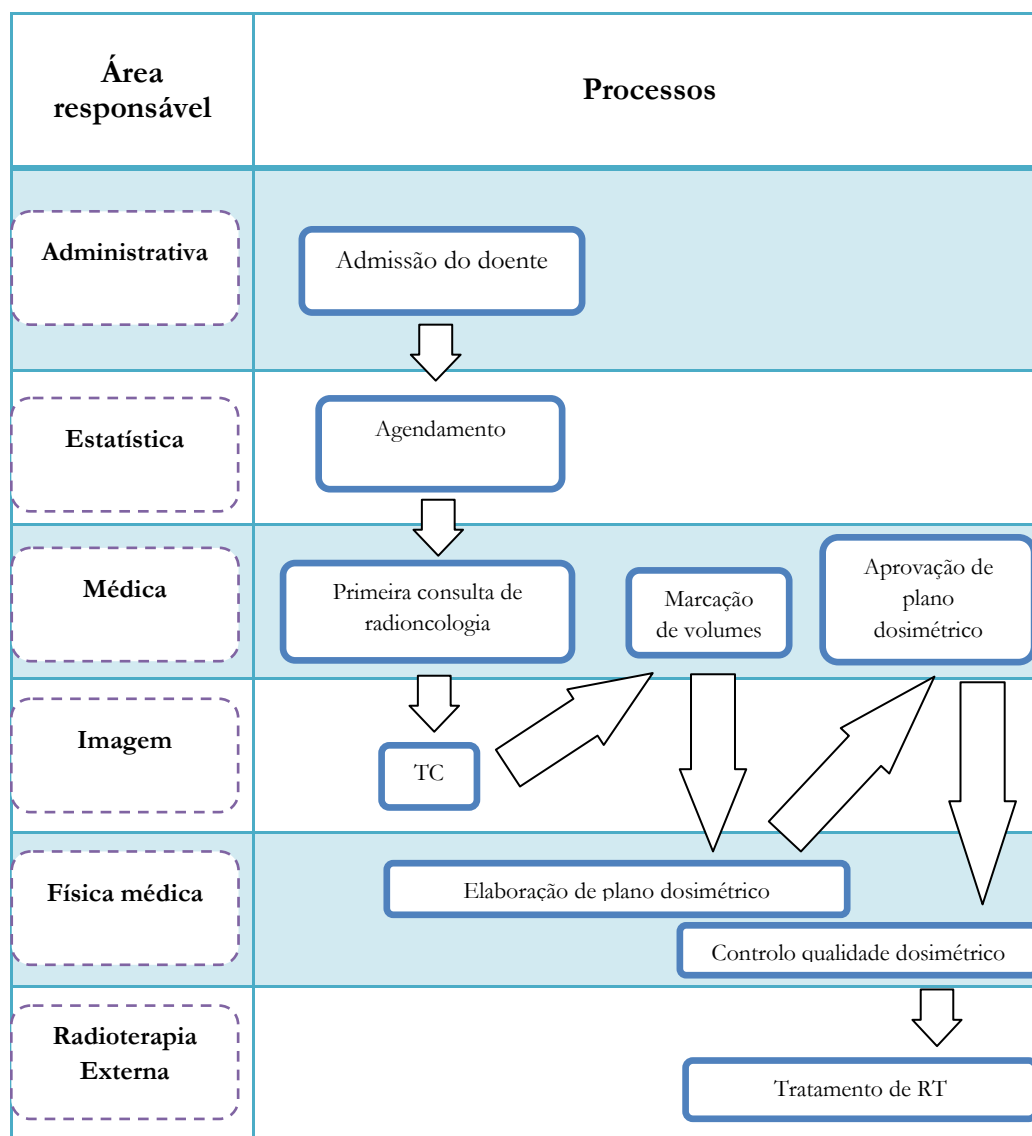 Área
responsável
Processos
Administrativa
Admissão do doente
Estatística
Agendamento
Médica
Primeira consulta de
radioncologia
Marcação
de volumes
Aprovação de
plano
dosimétrico
Imagem
TC
Física médica
Elaboração de plano dosimétrico
Controlo qualidade dosimétrico
Radioterapia
Externa
Tratamento de RT